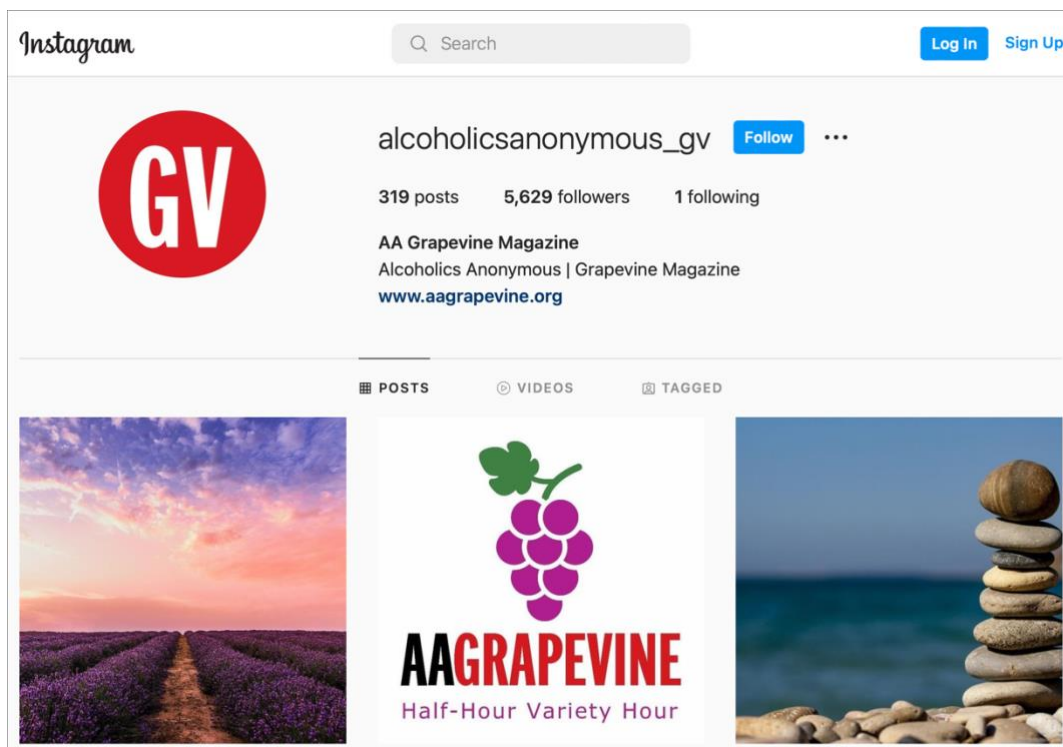 Instagram
Search
Log In
Sign Up
GV
alcoholicsanonymous_gv
Follow
319 posts 5,629 followers 1 following
AA Grapevine Magazine
Alcoholics Anonymous | Grapevine Magazine
www.aagrapevine.org
POSTS
VIDEOS
TAGGED
AAGRAPEVINE
Half-Hour Variety Hour